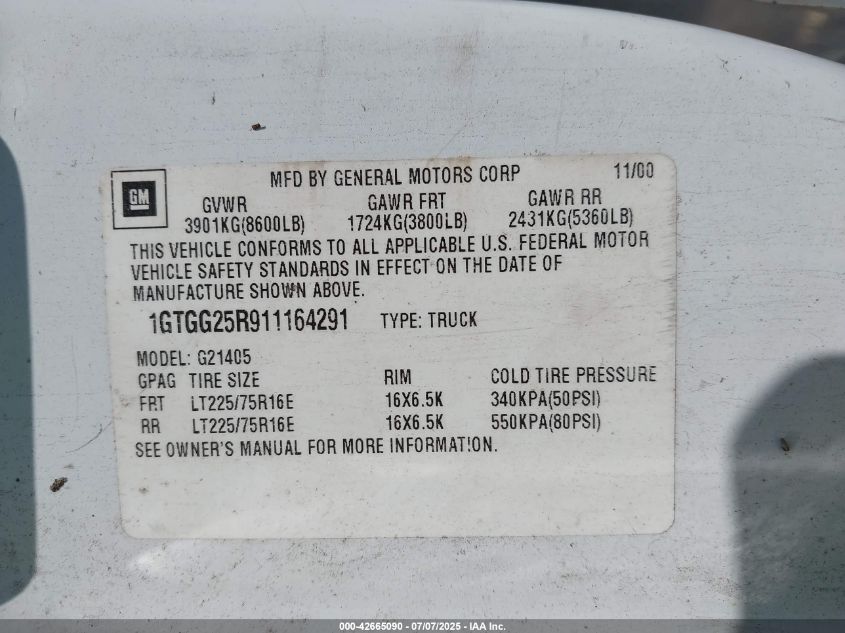 GM
MFD BY GENERAL MOTORS CORP 11/00
GVWR GAWR FRT GAWR RR
3901KG(8600LB) 1724KG(3800LB) 2431KG(5360LB)
THIS VEHICLE CONFORMS TO ALL APPLICABLE U.S. FEDERAL MOTOR
VEHICLE SAFETY STANDARDS IN EFFECT ON THE DATE OF
MANUFACTURE SHOWN ABOVE.
1GTGG25R911164291 TYPE: TRUCK
MODEL: G21405
GPAG TIRE SIZE RIM COLD TIRE PRESSURE
FRT LT225/75R16E 16X6.5K 340KPA(50PSI)
RR LT225/75R16E 16X6.5K 550KPA(80PSI)
SEE OWNER'S MANUAL FOR MORE INFORMATION.
000-42665090 - 07/07/2025 - IAA Inc.